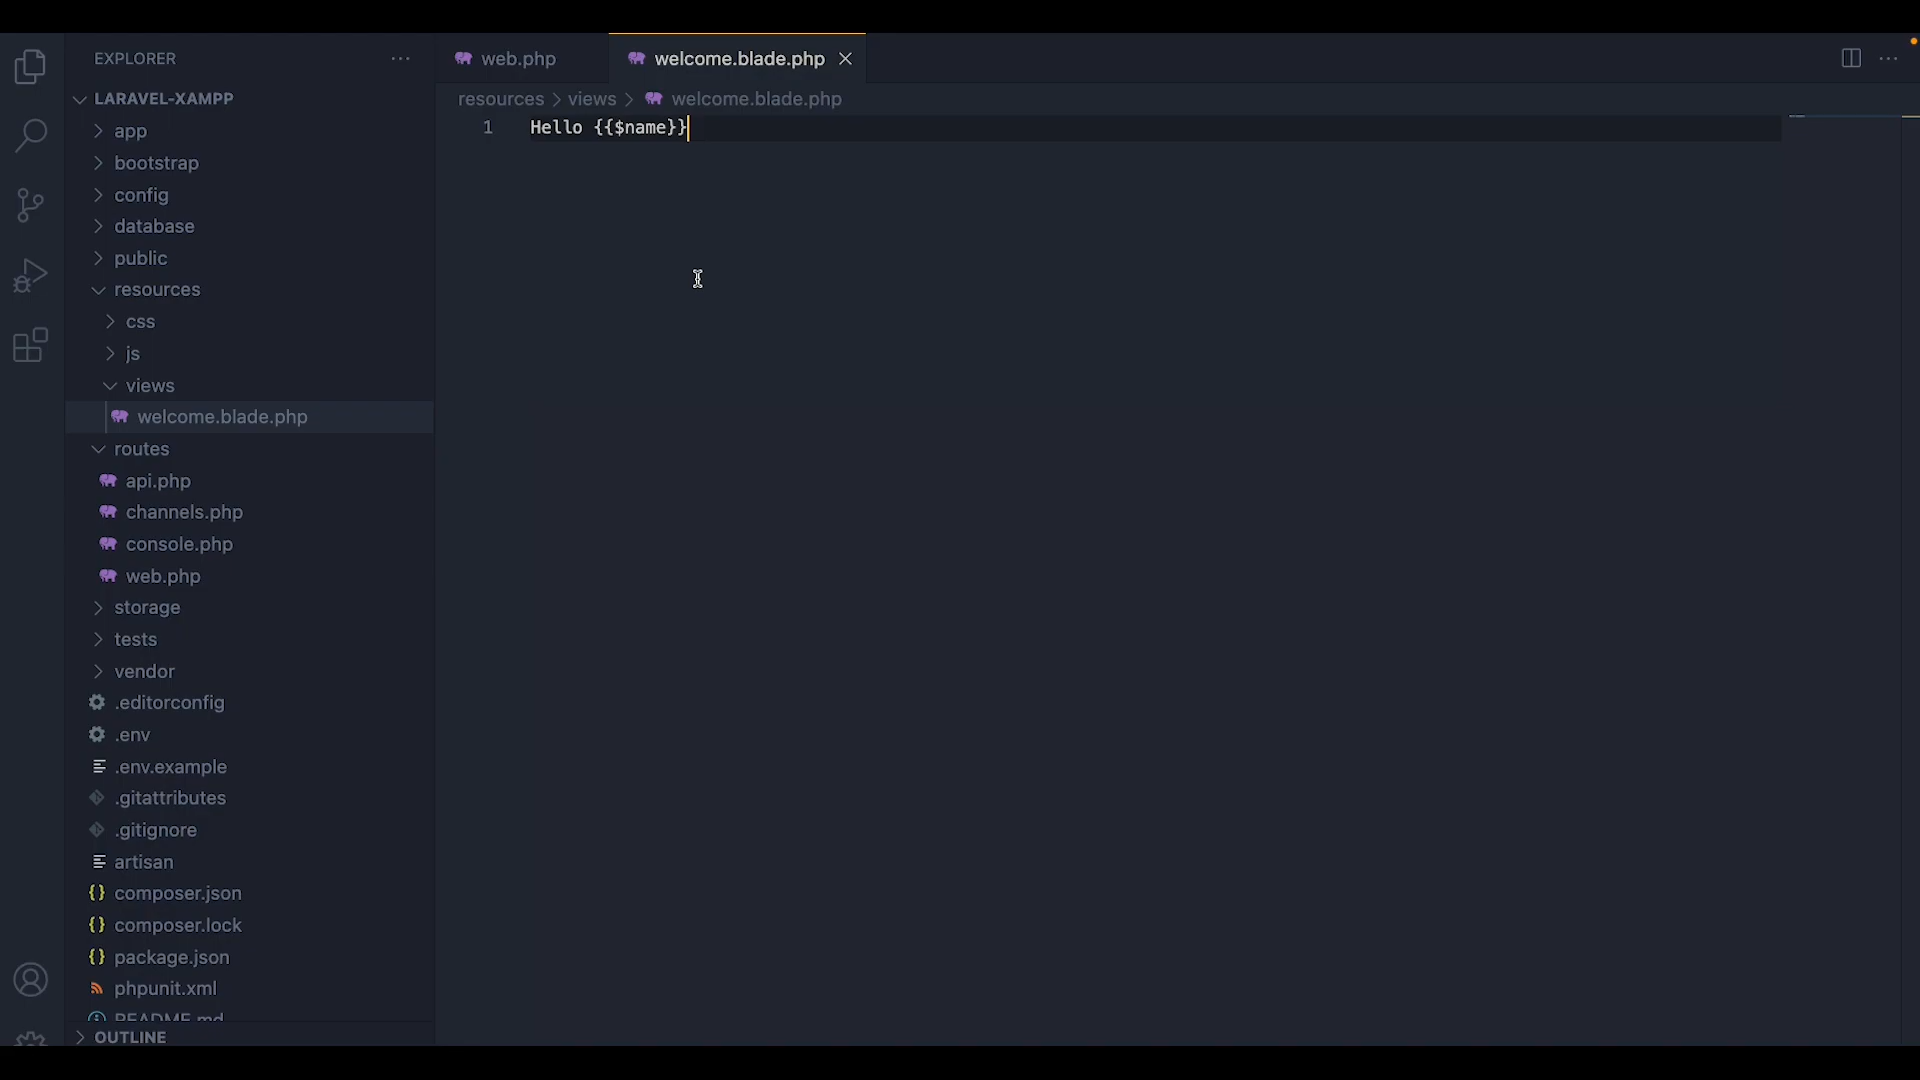 EXPLORER
LARAVEL-XAMPP
app
bootstrap
config
database
public
resources
css
js
views
welcome.blade.php
routes
api.php
channels.php
console.php
web.php
storage
tests
vendor
.editorconfig
.env
.env.example
.gitattributes
.gitignore
artisan
composer.json
composer.lock
package.json
phpunit.xml
README.md
OUTLINE
web.php
welcome.blade.php
resources > views > welcome.blade.php
1 Hello {{$name}}